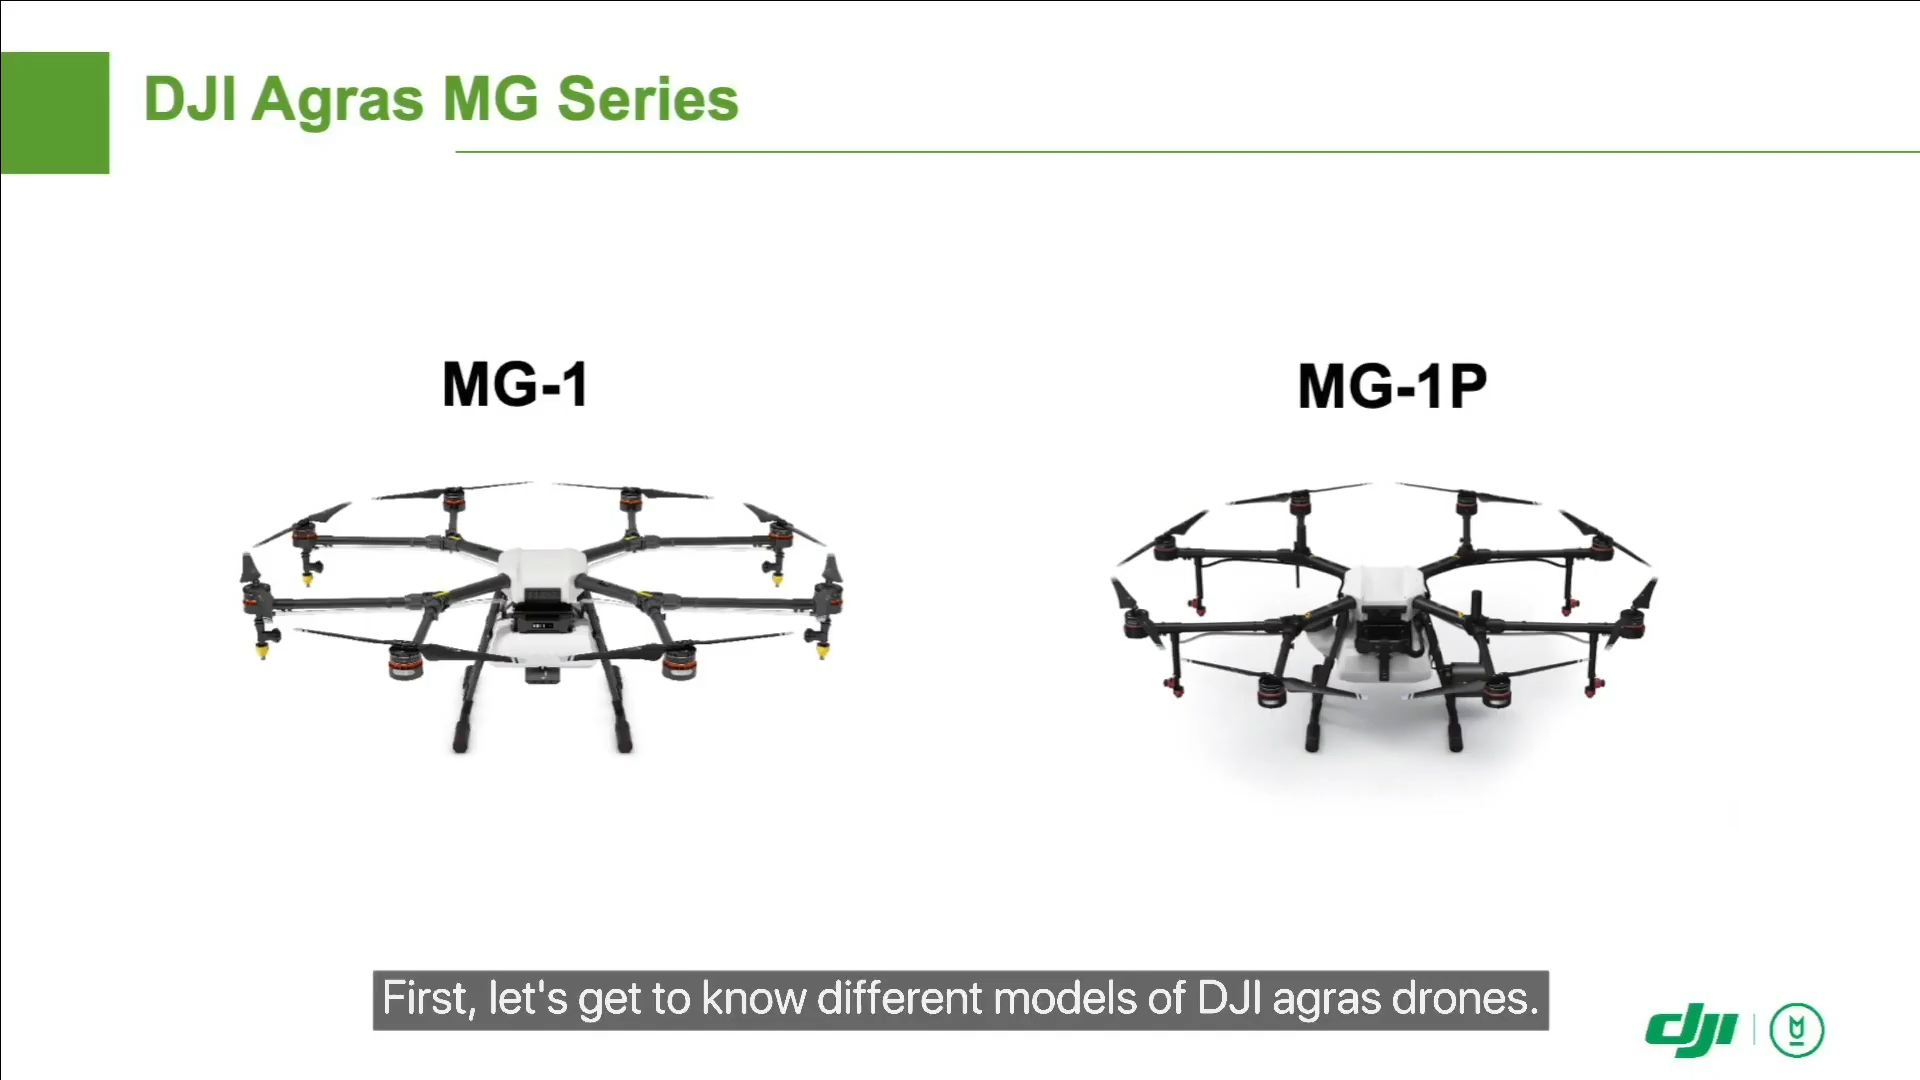 DJI Agras MG Series
MG-1
MG-1P
First, let's get to know different models of DJI agras drones.
dji